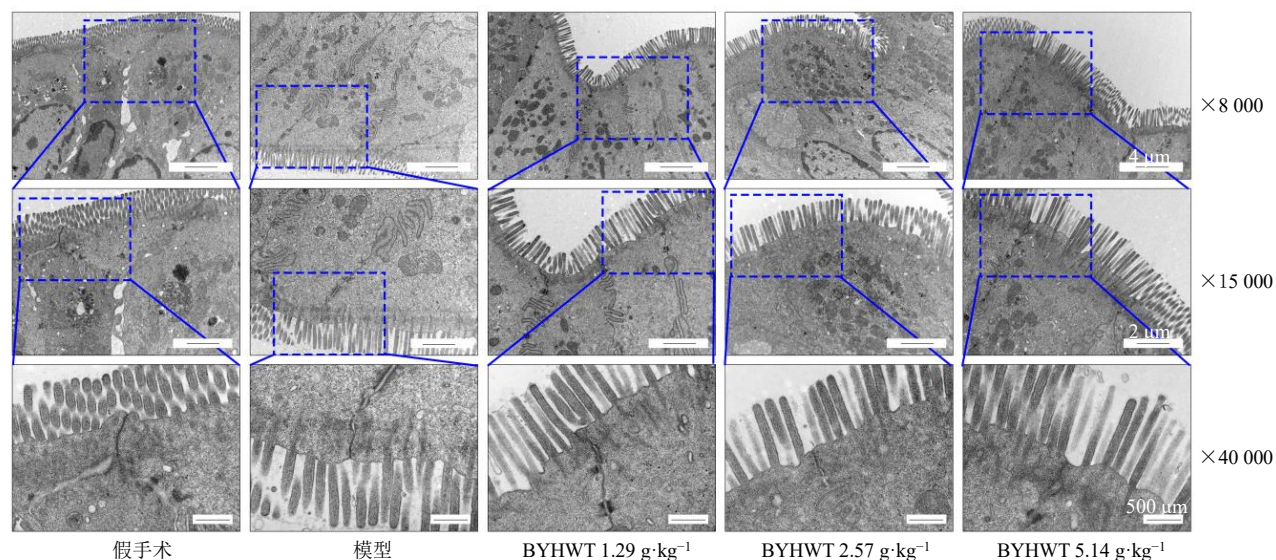 4 μm
×8 000
2 μm
×15 000
500 μm
×40 000
假手术
模型
BYHWT 1.29 g·kg⁻¹
BYHWT 2.57 g·kg⁻¹
BYHWT 5.14 g·kg⁻¹